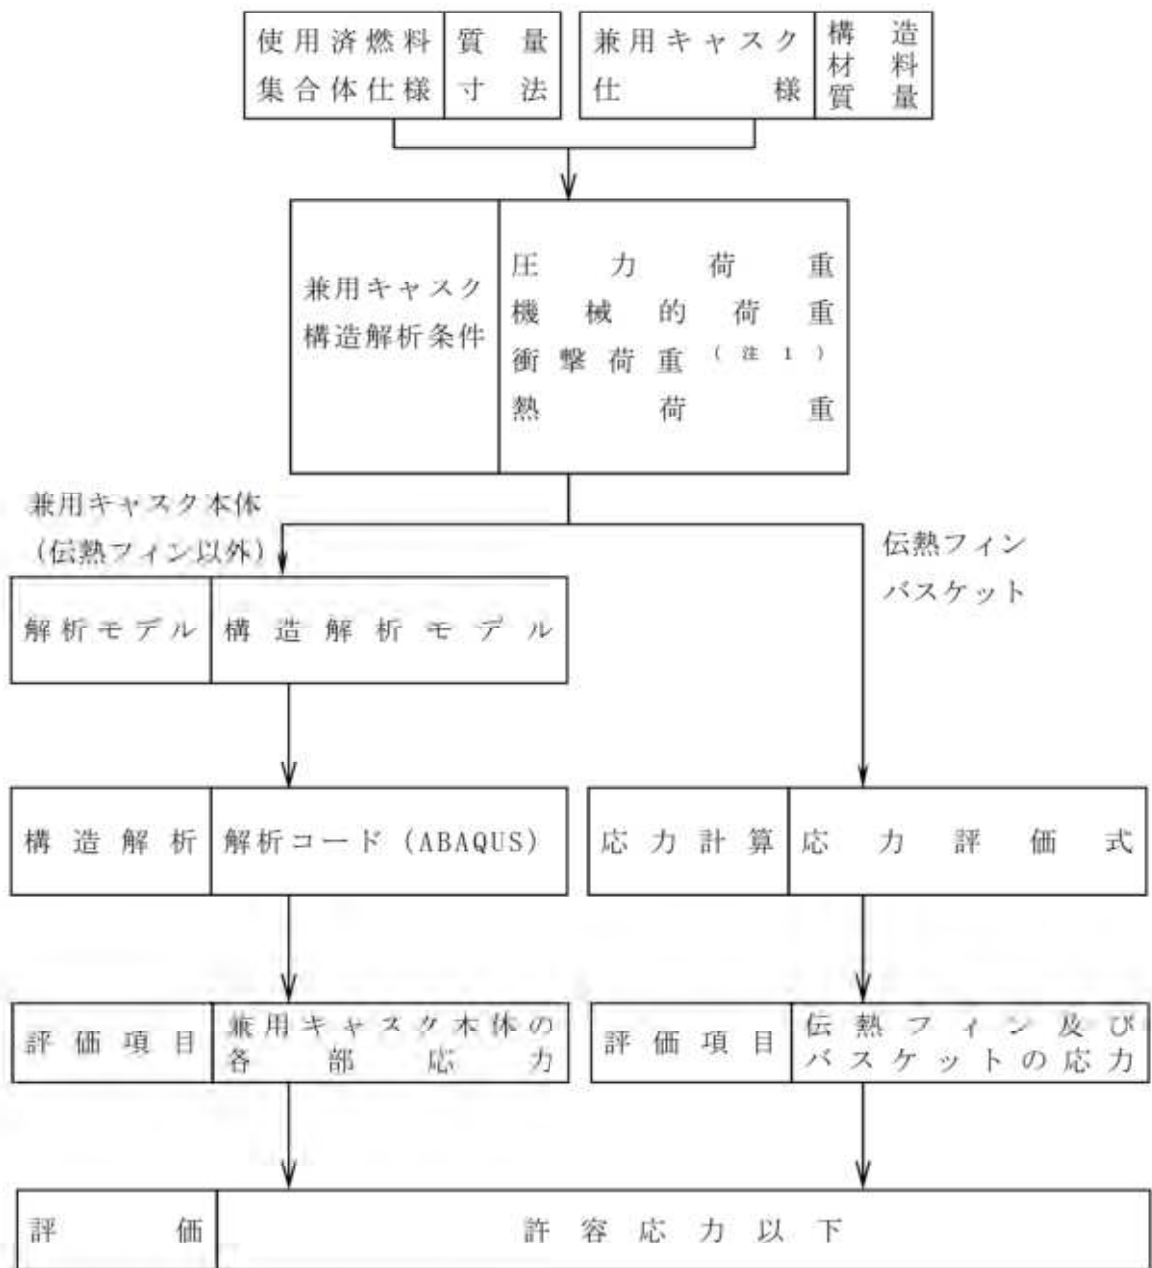 使用済燃料
集合体仕様
質量
寸法
兼用キャスク
仕様
構造
材料
質量
兼用キャスク
構造解析条件
圧力荷重
機械的荷重
衝撃荷重(注1)
熱荷重
兼用キャスク本体
(伝熱フィン以外)
伝熱フィン
バスケット
解析モデル
構造解析モデル
構造解析
解析コード(ABAQUS)
応力計算
応力評価式
評価項目
兼用キャスク本体の
各部応力
評価項目
伝熱フィン及び
バスケットの応力
評価
許容応力以下